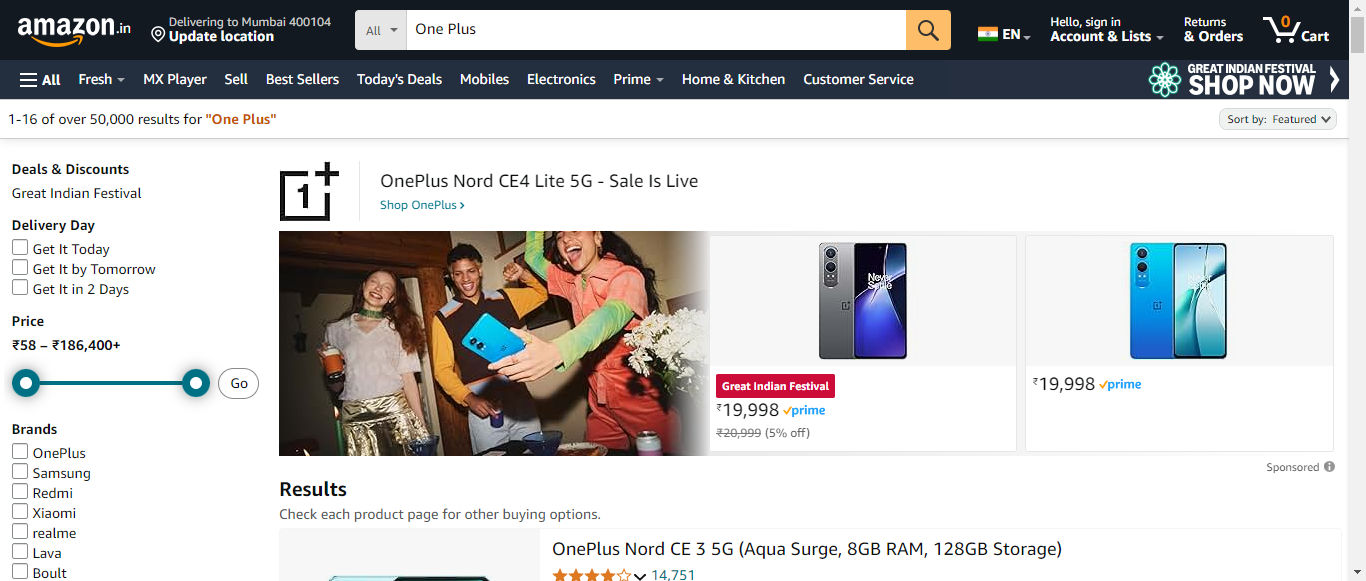 amazon.in
Delivering to Mumbai 400104
Update location
All
One Plus
EN
Hello, sign in
Account & Lists
Returns
& Orders
0
Cart
All
Fresh
MX Player
Sell
Best Sellers
Today's Deals
Mobiles
Electronics
Prime
Home & Kitchen
Customer Service
GREAT INDIAN FESTIVAL
SHOP NOW
1-16 of over 50,000 results for "One Plus"
Sort by: Featured
Deals & Discounts
Great Indian Festival
Delivery Day
Get It Today
Get It by Tomorrow
Get It in 2 Days
Price
₹58 – ₹186,400+
Go
Brands
OnePlus
Samsung
Redmi
Xiaomi
realme
Lava
Boult
1+
OnePlus Nord CE4 Lite 5G - Sale Is Live
Shop OnePlus ›
Never
Settle
Great Indian Festival
₹19,998 prime
₹20,999 (5% off)
Never
Settle
₹19,998 prime
Sponsored
Results
Check each product page for other buying options.
OnePlus Nord CE 3 5G (Aqua Surge, 8GB RAM, 128GB Storage)
14,751